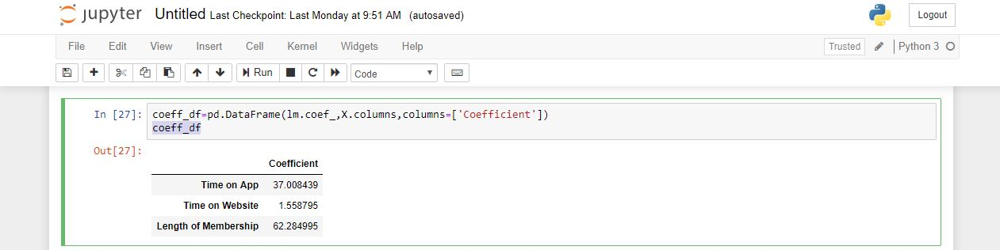 jupyter Untitled Last Checkpoint: Last Monday at 9:51 AM (autosaved) Logout
File Edit View Insert Cell Kernel Widgets Help Trusted Python 3
Run Code
In [27]: coeff_df=pd.DataFrame(lm.coef_,X.columns,columns=['Coefficient'])
coeff_df
Out[27]:
Coefficient
Time on App 37.008439
Time on Website 1.558795
Length of Membership 62.284995